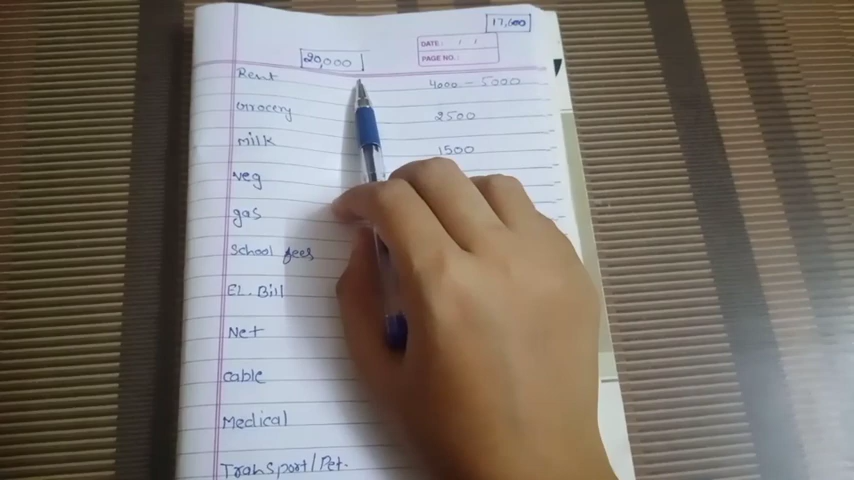 17,600
20,000
DATE: / /
PAGE NO.:
Rent 4000 - 5000
Grocery 2500
milk 1500
veg
gas
School fees
EL. Bill
Net
cable
Medical
Transport/Pet.